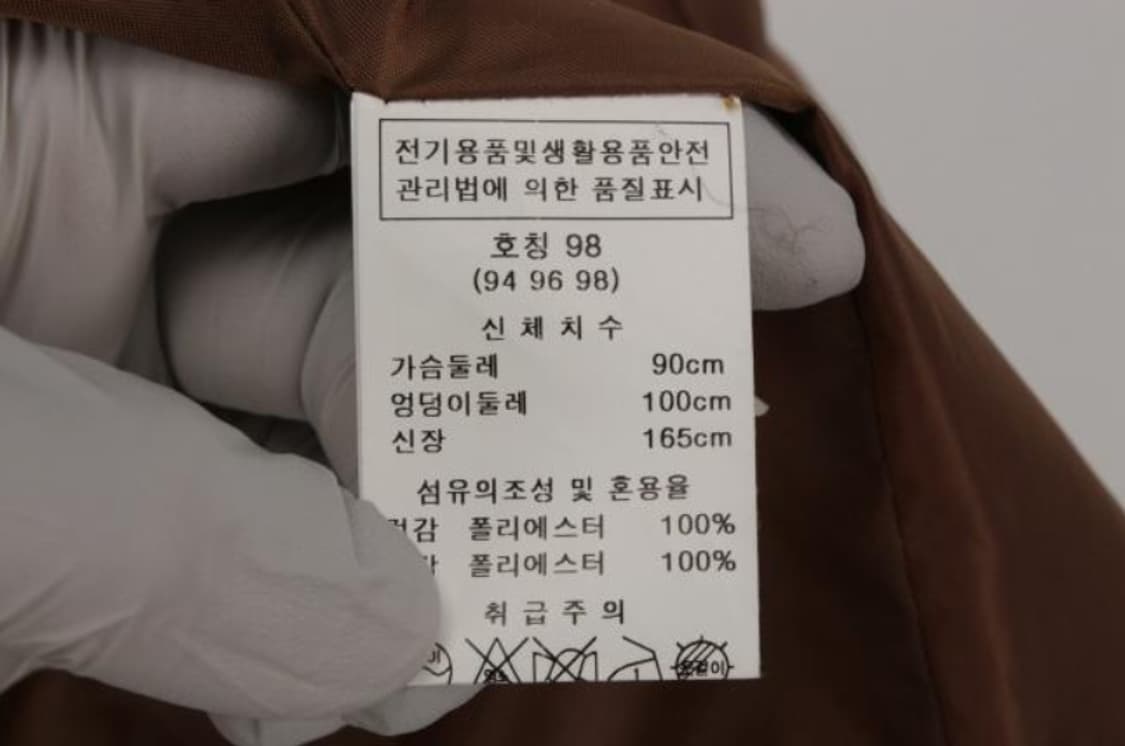 전기용품및생활용품안전
관리법에 의한 품질표시
호칭 98
(94 96 98)
신 체 치 수
가슴둘레 90cm
엉덩이둘레 100cm
신장 165cm
섬유의조성 및 혼용율
겉감 폴리에스터 100%
폴리에스터 100%
취 급 주 의